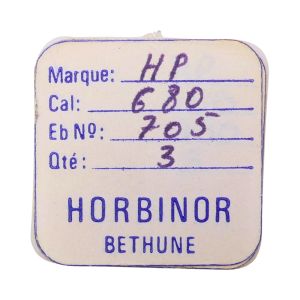 Marque: HP
Cal: 680
Eb Nº: 705
Qté: 3
HORBINOR
BETHUNE